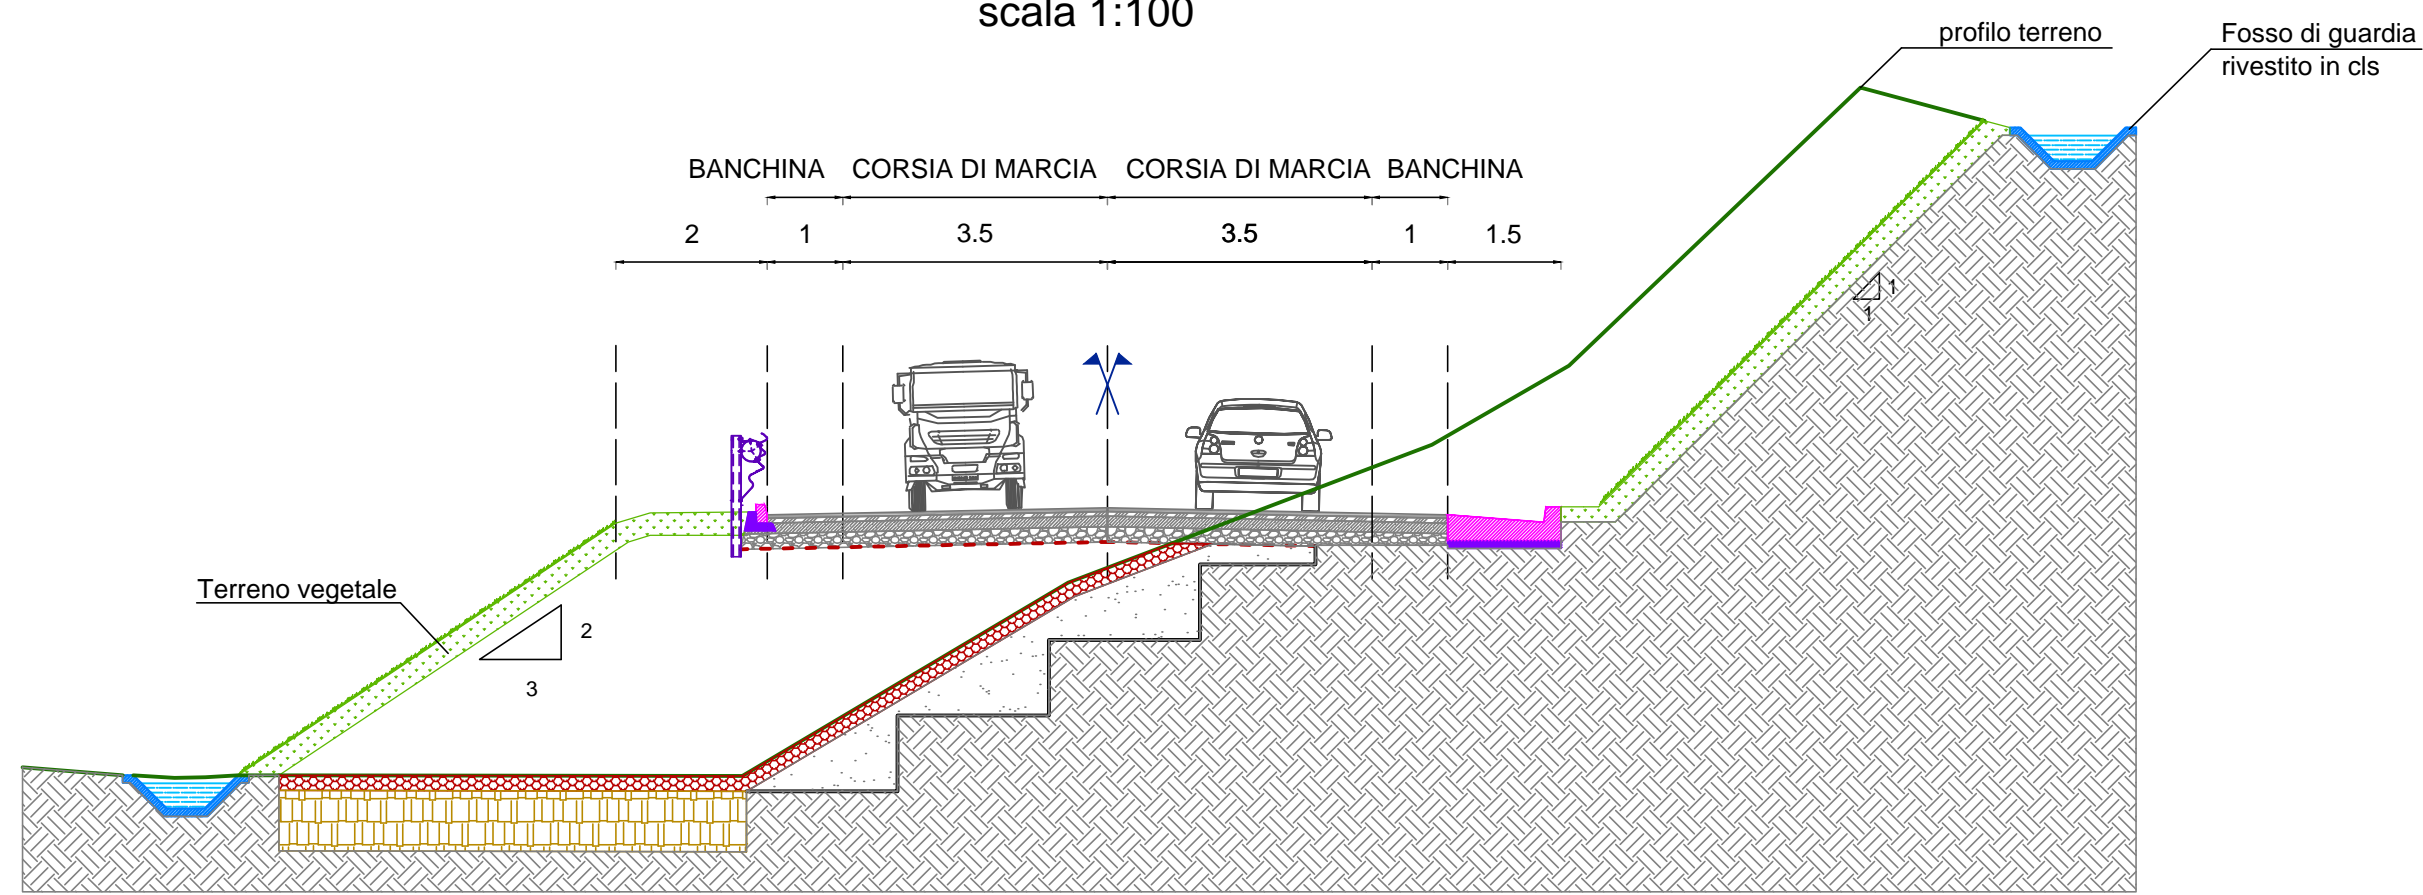 scala 1:100
profilo terreno
Fosso di guardia
rivestito in cls
BANCHINA CORSIA DI MARCIA CORSIA DI MARCIA BANCHINA
2 1 3.5 3.5 1 1.5
1
1
Terreno vegetale
2
3